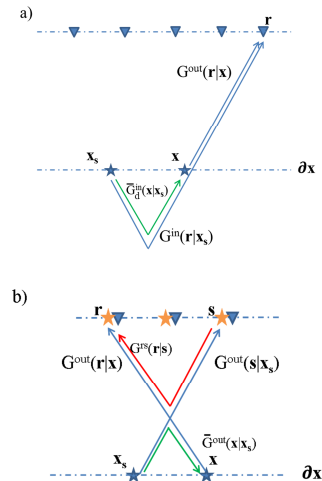 a)
r
G^out(r|x)
x_s x
∂x
Ḡ_d^in(x|x_s)
G^in(r|x_s)
b)
r s
G^out(r|x) G^rs(r|s) G^out(s|x_s)
Ḡ^out(x|x_s)
x_s x ∂x